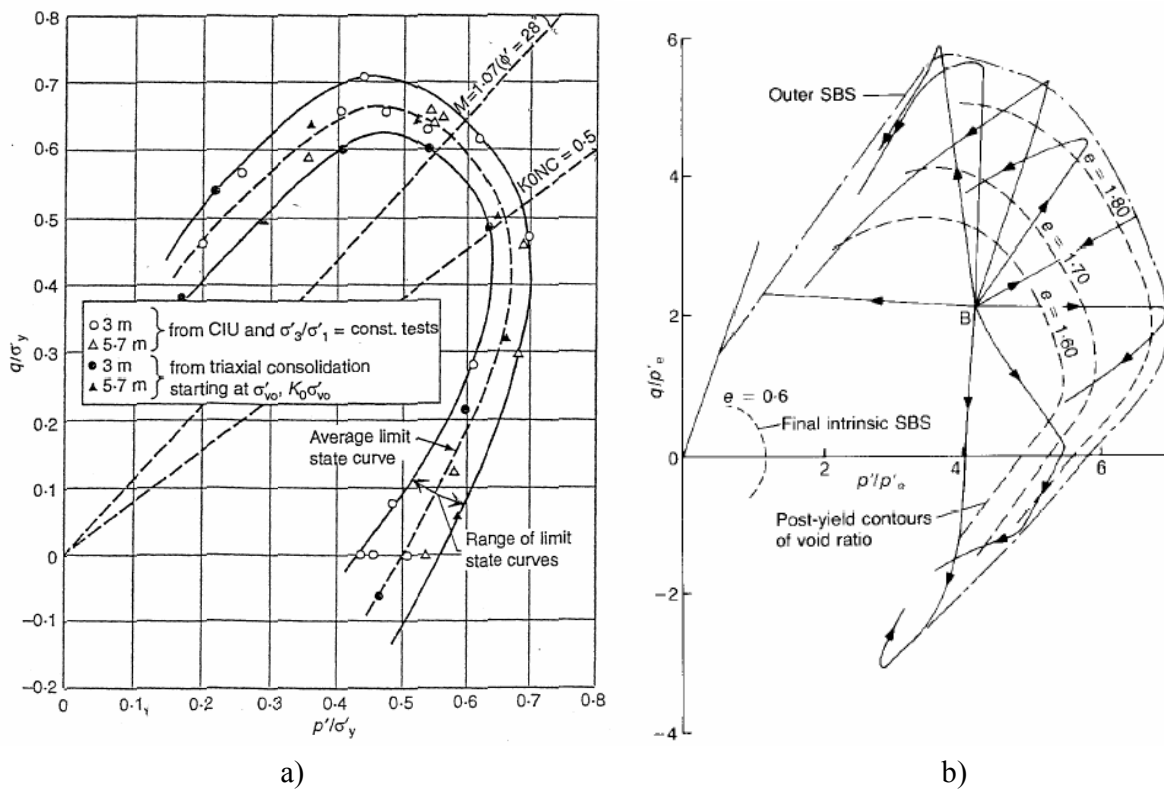 0·8
0·7
0·6
0·5
0·4
0·3
0·2
0·1
0
−0·1
−0·2
q/σ'y
M=1·07(ϕ' = 28°
K0NC = 0·5
○ 3 m
△ 5·7 m
from CIU and σ'3/σ'1 = const. tests
● 3 m
▲ 5·7 m
from triaxial consolidation
starting at σ'vo, K0σ'vo
Average limit
state curve
Range of limit
state curves
0 0·1 0·2 0·3 0·4 0·5 0·6 0·7 0·8
p'/σ'y
a)
6
4
2
0
−2
−4
q/p'e
Outer SBS
e = 1·80
e = 1·70
e = 1·60
B
e = 0·6
Final intrinsic SBS
2 4 6
p'/p'e
Post-yield contours
of void ratio
b)